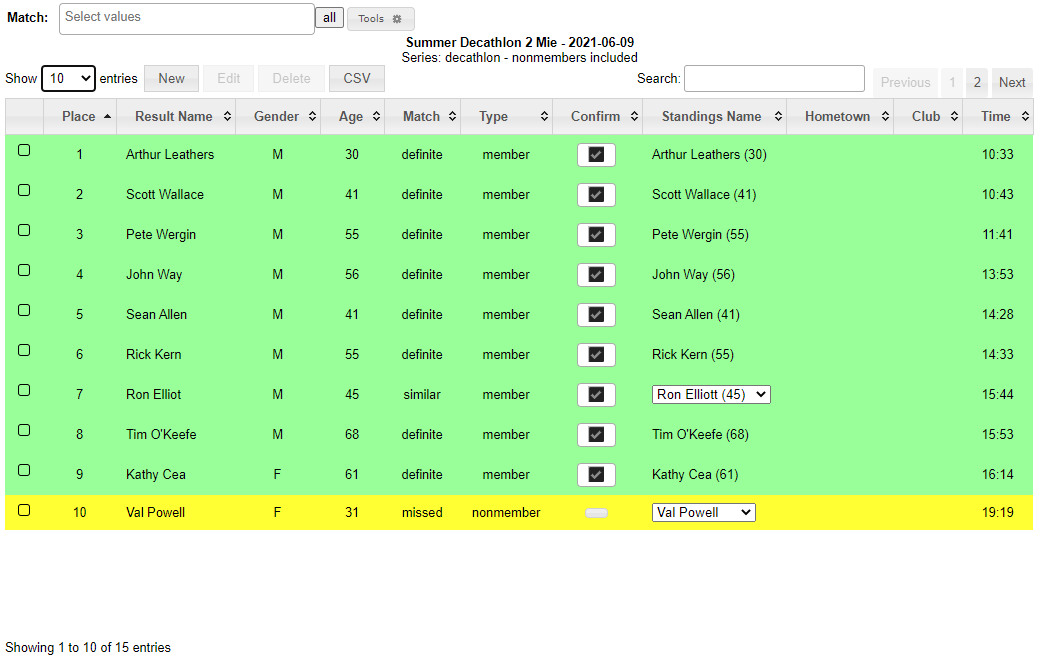 Match: Select values all Tools
Summer Decathlon 2 Mie - 2021-06-09
Series: decathlon - nonmembers included
Show 10 entries New Edit Delete CSV Search: Previous 1 2 Next
Place Result Name Gender Age Match Type Confirm Standings Name Hometown Club Time
1 Arthur Leathers M 30 definite member Arthur Leathers (30) 10:33
2 Scott Wallace M 41 definite member Scott Wallace (41) 10:43
3 Pete Wergin M 55 definite member Pete Wergin (55) 11:41
4 John Way M 56 definite member John Way (56) 13:53
5 Sean Allen M 41 definite member Sean Allen (41) 14:28
6 Rick Kern M 55 definite member Rick Kern (55) 14:33
7 Ron Elliot M 45 similar member Ron Elliott (45) 15:44
8 Tim O'Keefe M 68 definite member Tim O'Keefe (68) 15:53
9 Kathy Cea F 61 definite member Kathy Cea (61) 16:14
10 Val Powell F 31 missed nonmember Val Powell 19:19
Showing 1 to 10 of 15 entries